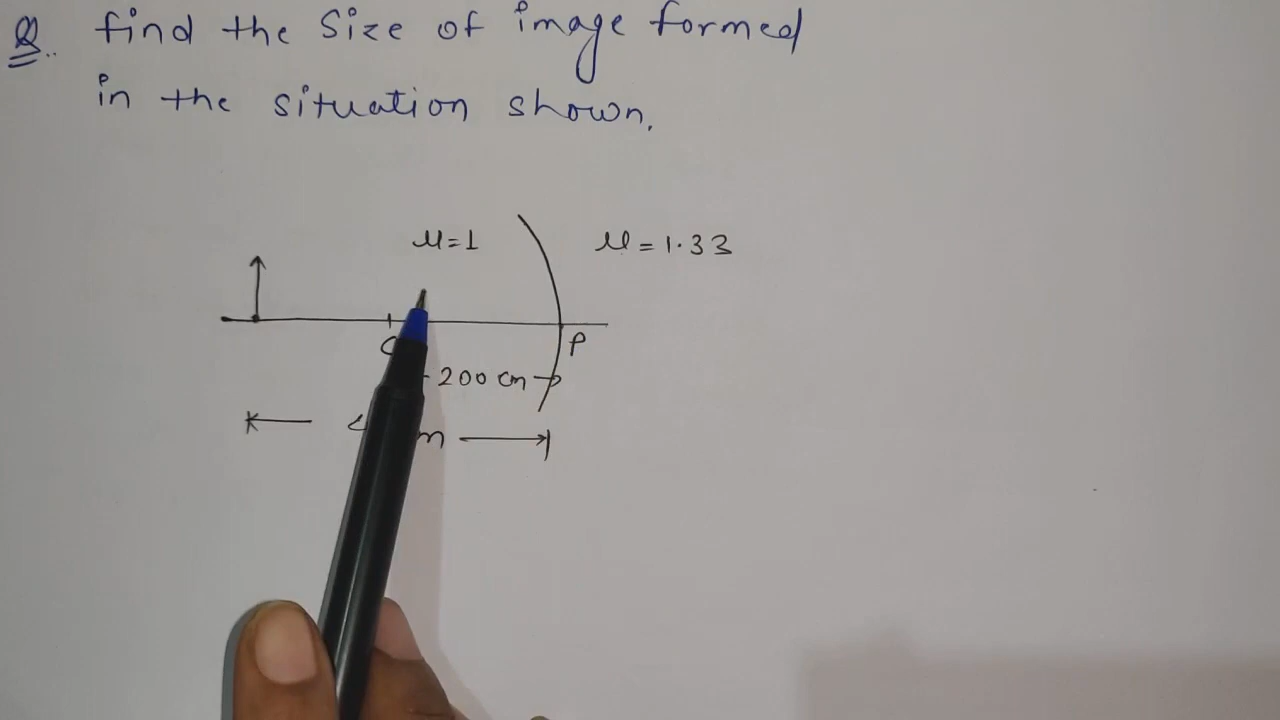 Q.. find the size of image formed
in the situation shown.
μ=1 μ=1.33
C P
200 cm